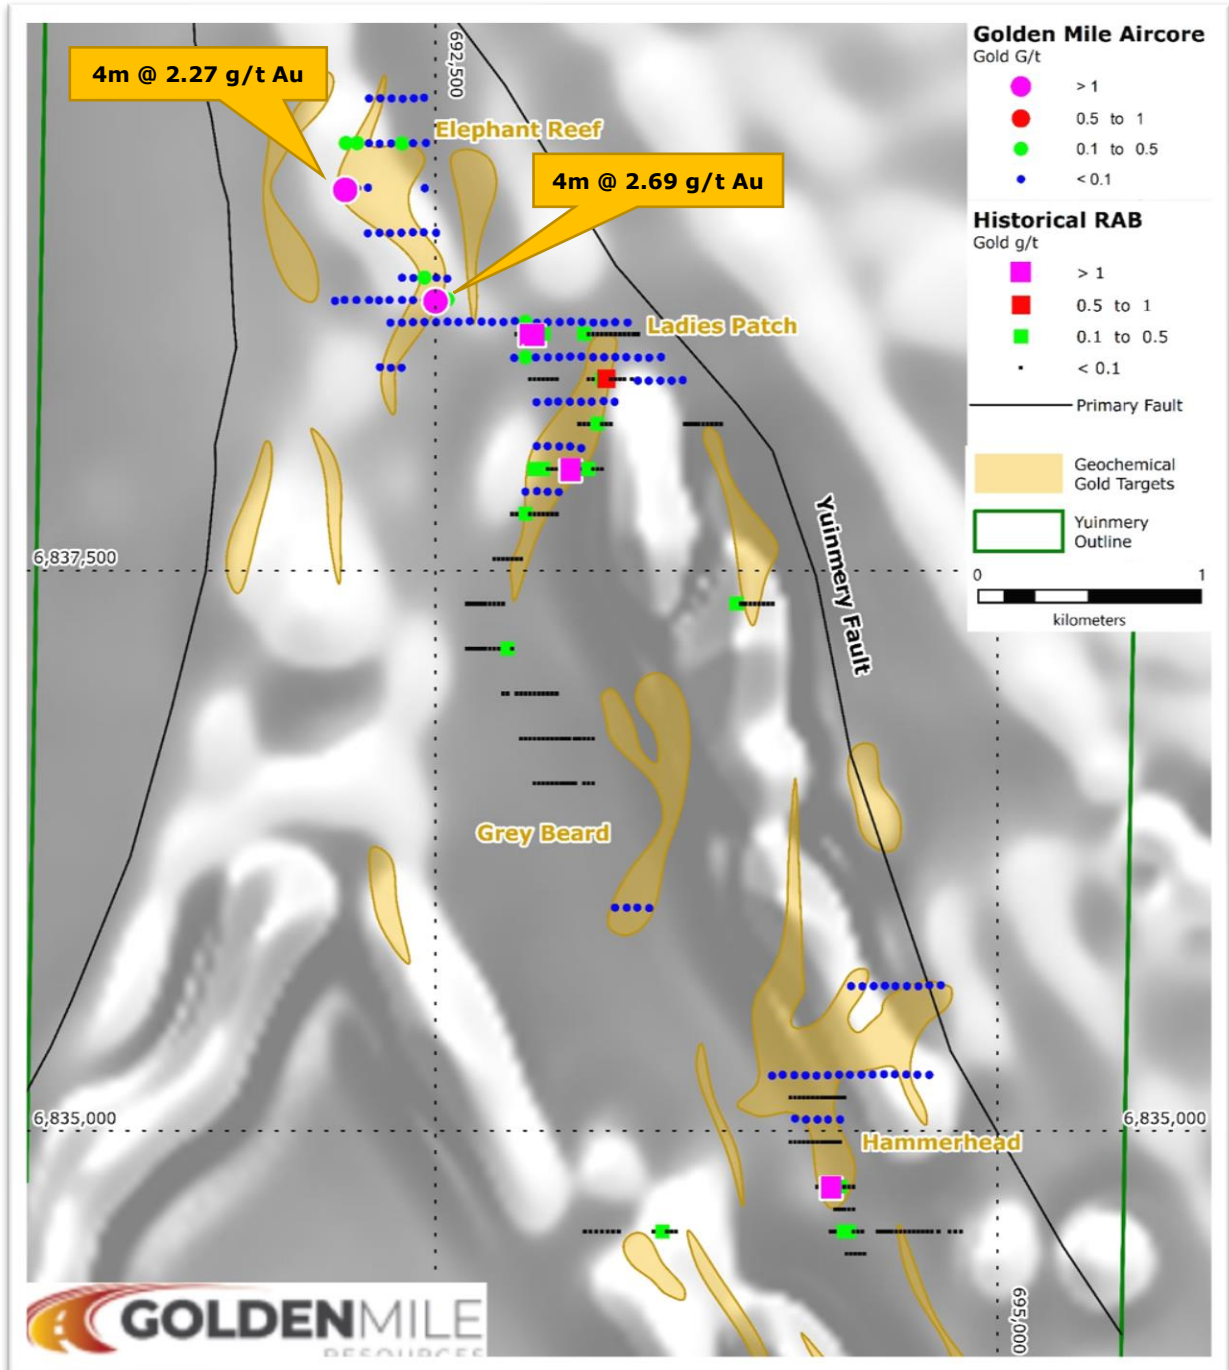 4m @ 2.27 g/t Au
692,500
Elephant Reef
4m @ 2.69 g/t Au
Ladies Patch
6,837,500
Yuinmery Fault
Grey Beard
6,835,000
6,835,000
Hammerhead
695,000
Golden Mile Aircore
Gold G/t
> 1
0.5 to 1
0.1 to 0.5
< 0.1
Historical RAB
Gold g/t
> 1
0.5 to 1
0.1 to 0.5
< 0.1
Primary Fault
Geochemical
Gold Targets
Yuinmery
Outline
0 1
kilometers
GOLDENMILE
RESOURCES